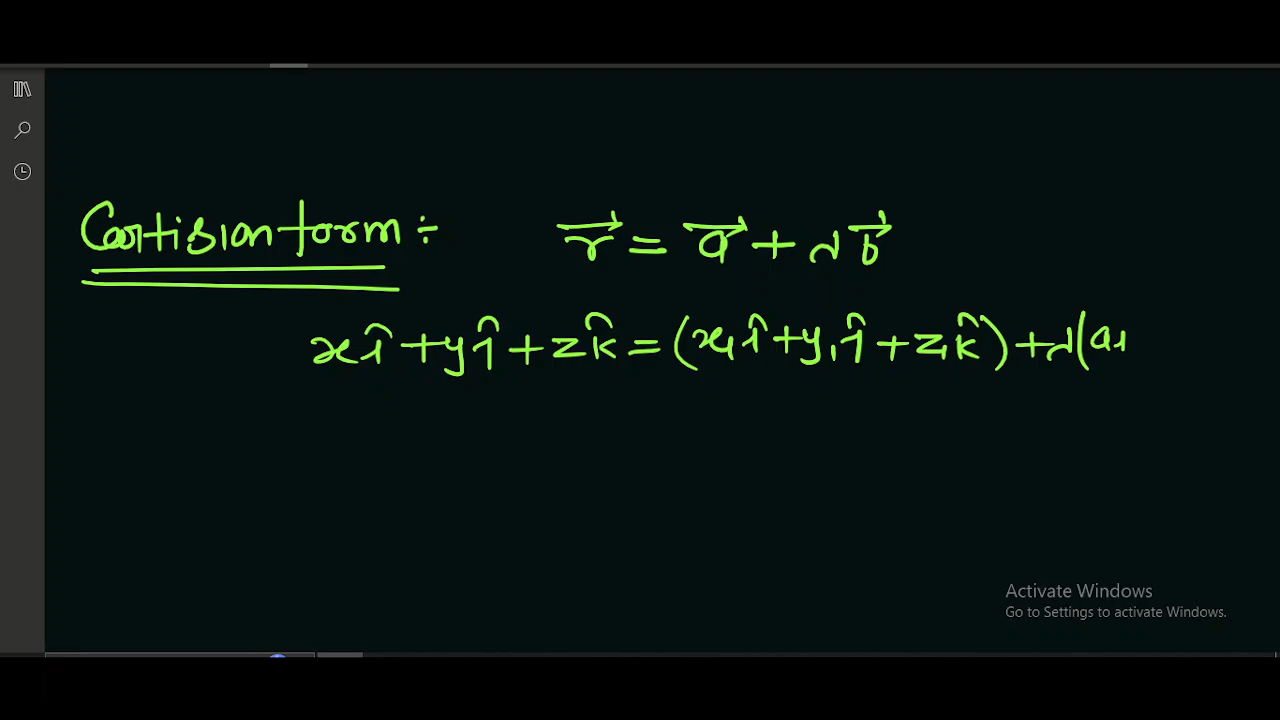 Cartision form :-
r⃗ = a⃗ + λb⃗
xî + yĵ + zk̂ = (x₁î + y₁ĵ + z₁k̂) + λ(a₁
Activate Windows
Go to Settings to activate Windows.